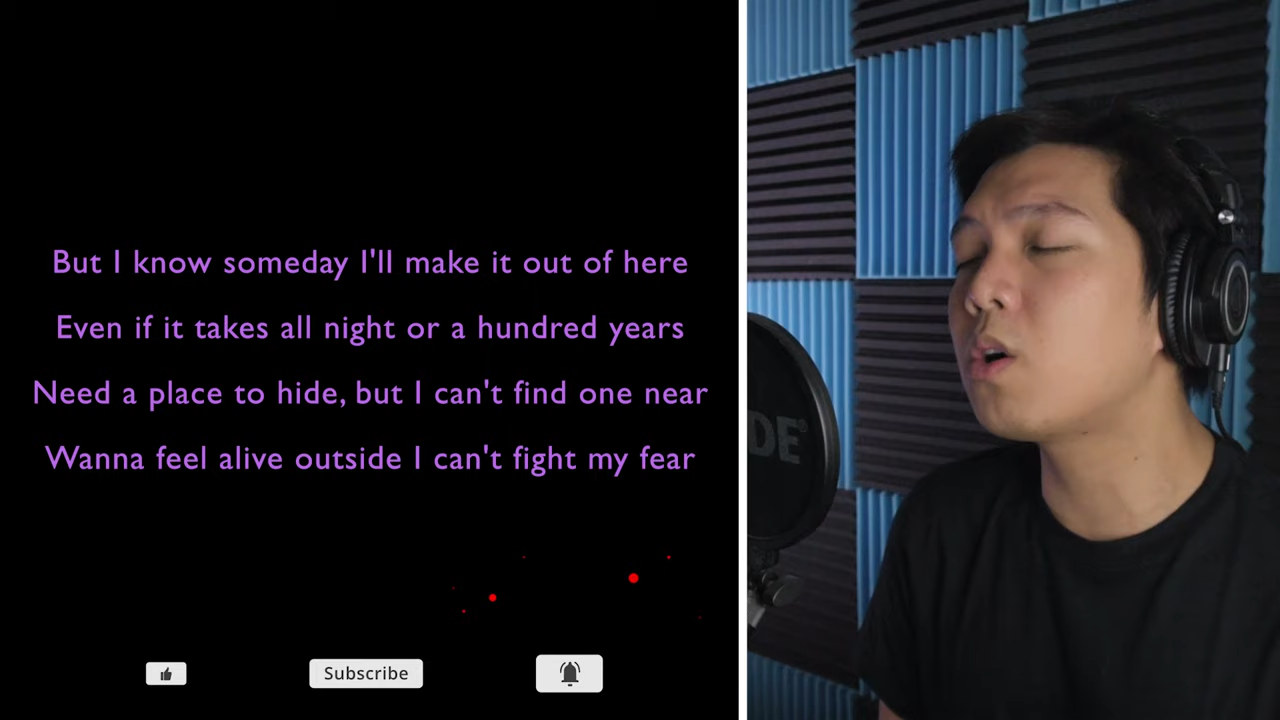 But I know someday I'll make it out of here
Even if it takes all night or a hundred years
Need a place to hide, but I can't find one near
Wanna feel alive outside I can't fight my fear
Subscribe
DE